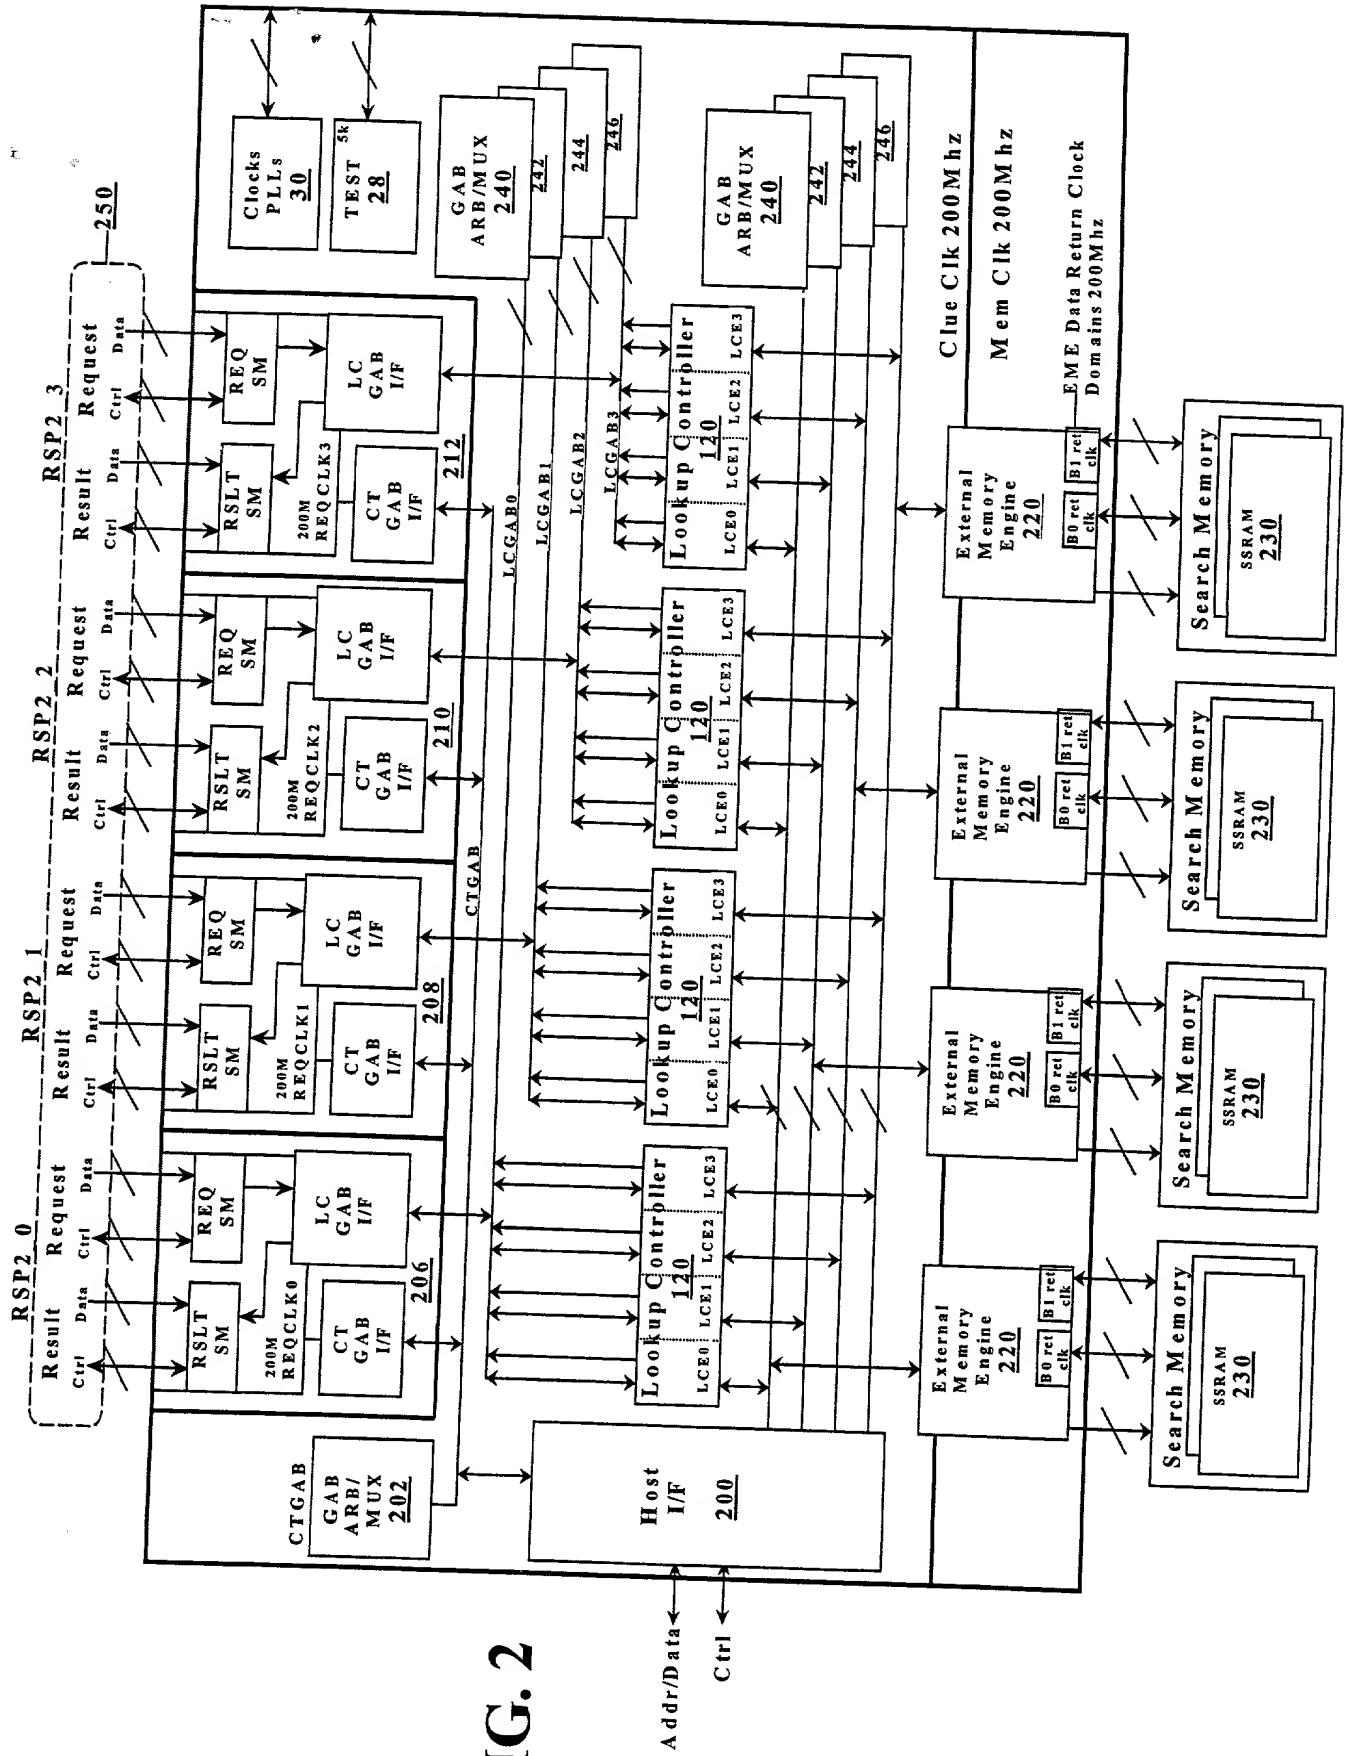 250
RSP2_0
RSP2_1
RSP2_2
RSP2_3
Result
Request
Result
Request
Result
Request
Result
Request
Ctrl
Data
Ctrl
Data
Ctrl
Data
Ctrl
Data
Ctrl
Data
Ctrl
Data
Ctrl
Data
Ctrl
Data
RSLT
SM
REQ
SM
200M
REQCLK0
LC
GAB
I/F
CT
GAB
I/F
206
RSLT
SM
REQ
SM
200M
REQCLK1
LC
GAB
I/F
CT
GAB
I/F
208
RSLT
SM
REQ
SM
200M
REQCLK2
LC
GAB
I/F
CT
GAB
I/F
210
RSLT
SM
REQ
SM
200M
REQCLK3
LC
GAB
I/F
CT
GAB
I/F
212
Clocks
PLLs
30
5k
TEST
28
CTGAB
GAB
ARB/
MUX
202
CTGAB
LCGAB0
LCGAB1
LCGAB2
LCGAB3
GAB
ARB/MUX
240
242
244
246
Host
I/F
200
Addr/Data
Ctrl
Lookup Controller
120
LCE0
LCE1
LCE2
LCE3
Lookup Controller
120
LCE0
LCE1
LCE2
LCE3
Lookup Controller
120
LCE0
LCE1
LCE2
LCE3
Lookup Controller
120
LCE0
LCE1
LCE2
LCE3
GAB
ARB/MUX
240
242
244
246
Clue Clk 200Mhz
Mem Clk 200Mhz
EME Data Return Clock
Domains 200Mhz
External
Memory
Engine
220
B0 ret
clk
B1 ret
clk
External
Memory
Engine
220
B0 ret
clk
B1 ret
clk
External
Memory
Engine
220
B0 ret
clk
B1 ret
clk
External
Memory
Engine
220
B0 ret
clk
B1 ret
clk
Search Memory
SSRAM
230
Search Memory
SSRAM
230
Search Memory
SSRAM
230
Search Memory
SSRAM
230
IG. 2